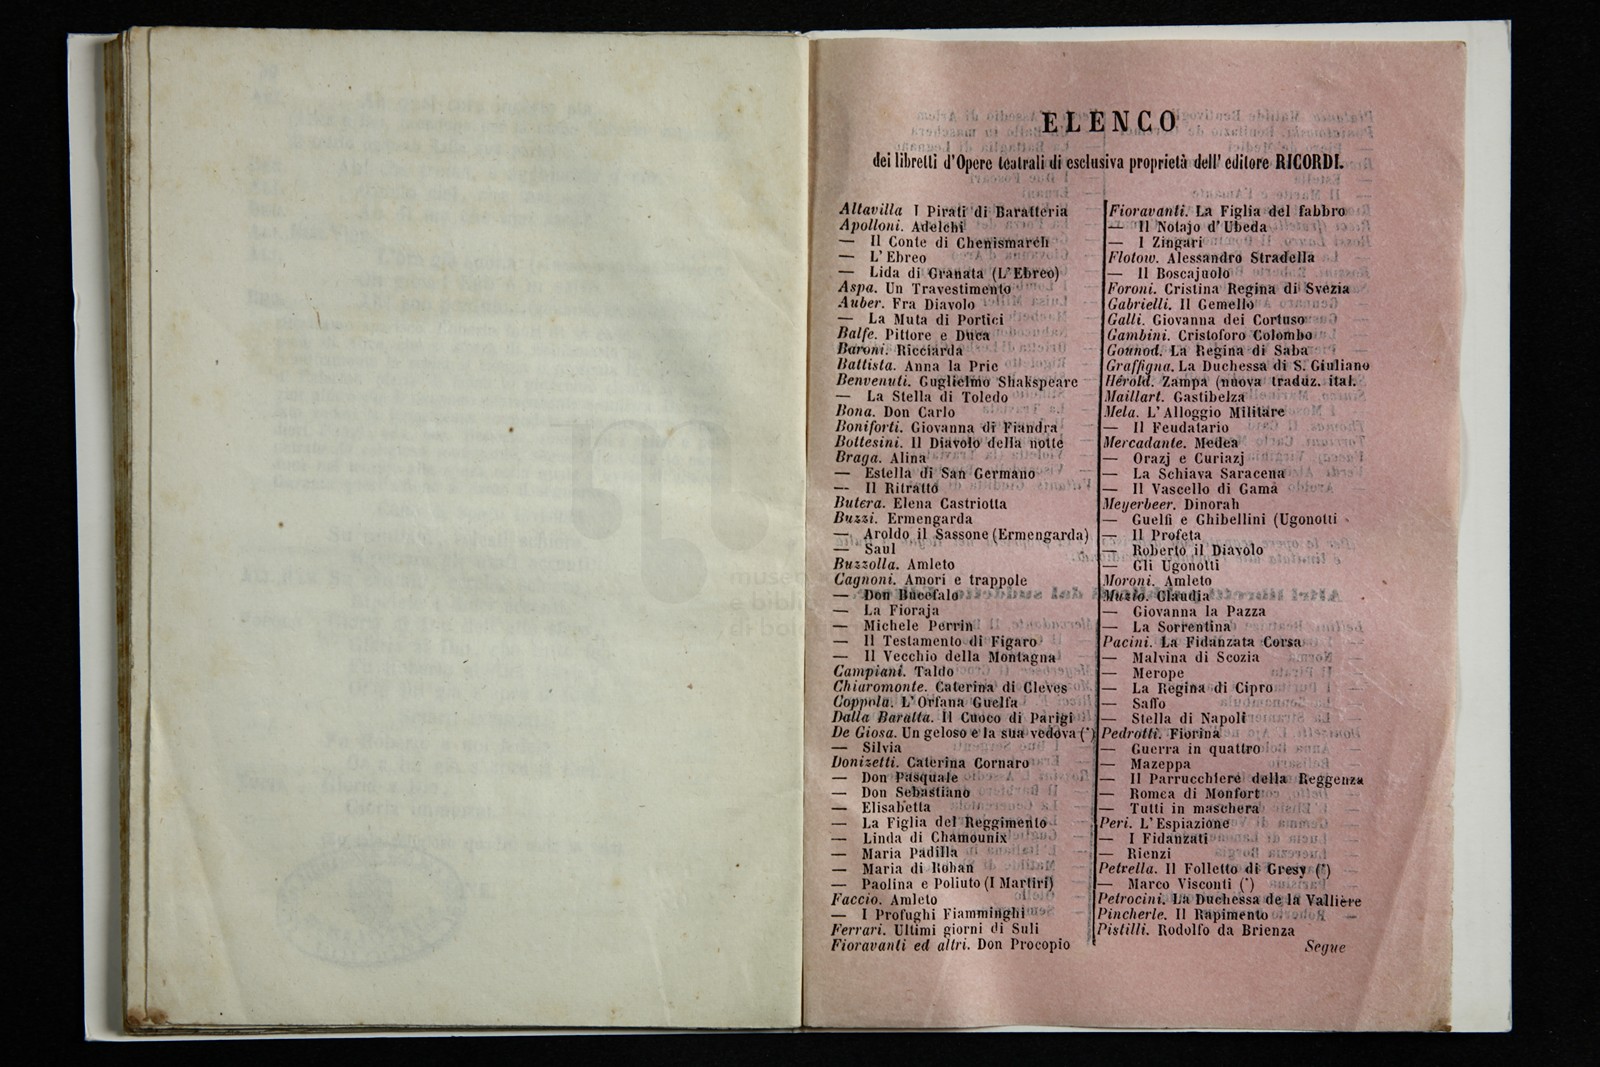 ELENCO
dei libretti d'Opere teatrali di esclusiva proprietà dell' editore RICORDI.
Altavilla I Pirati di Baratteria
Apolloni. Adelchi
— Il Conte di Chenismarch
— L'Ebreo
— Lida di Granata (L'Ebreo)
Aspa. Un Travestimento
Auber. Fra Diavolo
— La Muta di Portici
Balfe. Pittore e Duca
Baroni. Ricciarda
Battista. Anna la Prie
Benvenuti. Guglielmo Shakspeare
— La Stella di Toledo
Bona. Don Carlo
Boniforti. Giovanna di Fiandra
Bottesini. Il Diavolo della notte
Braga. Alina
— Estella di San Germano
— Il Ritratto
Butera. Elena Castriotta
Buzzi. Ermengarda
— Aroldo il Sassone (Ermengarda)
— Saul
Buzzolla. Amleto
Cagnoni. Amori e trappole
— Don Bucefalo
— La Fioraja
— Michele Perrin
— Il Testamento di Figaro
— Il Vecchio della Montagna
Campiani. Taldo
Chiaromonte. Caterina di Cleves
Coppola. L'Orfana Guelfa
Dalla Baratta. Il Cuoco di Parigi
De Giosa. Un geloso e la sua vedova (*)
— Silvia
Donizetti. Caterina Cornaro
— Don Pasquale
— Don Sebastiano
— Elisabetta
— La Figlia del Reggimento
— Linda di Chamounix
— Maria Padilla
— Maria di Rohan
— Paolina e Poliuto (I Martiri)
Faccio. Amleto
— I Profughi Fiamminghi
Ferrari. Ultimi giorni di Suli
Fioravanti ed altri. Don Procopio
Fioravanti. La Figlia del fabbro
— Il Notajo d'Ubeda
— I Zingari
Flotow. Alessandro Stradella
— Il Boscajuolo
Foroni. Cristina Regina di Svezia
Gabrielli. Il Gemello
Galli. Giovanna dei Cortuso
Gambini. Cristoforo Colombo
Gounod. La Regina di Saba
Graffigna. La Duchessa di S. Giuliano
Hérold. Zampa (nuova traduz. ital.
Maillart. Gastibelza
Mela. L'Alloggio Militare
— Il Feudatario
Mercadante. Medea
— Orazj e Curiazj
— La Schiava Saracena
— Il Vascello di Gama
Meyerbeer. Dinorah
— Guelfi e Ghibellini (Ugonotti
— Il Profeta
— Roberto il Diavolo
— Gli Ugonotti
Moroni. Amleto
Muzio. Claudia
— Giovanna la Pazza
— La Sorrentina
Pacini. La Fidanzata Corsa
— Malvina di Scozia
— Merope
— La Regina di Cipro
— Saffo
— Stella di Napoli
Pedrotti. Fiorina
— Guerra in quattro
— Mazeppa
— Il Parrucchiere della Reggenza
— Romea di Monfort
— Tutti in maschera
Peri. L'Espiazione
— I Fidanzati
— Rienzi
Petrella. Il Folletto di Gresy (*)
— Marco Visconti (*)
Petrocini. La Duchessa de la Vallière
Pincherle. Il Rapimento
Pistilli. Rodolfo da Brienza
Segue